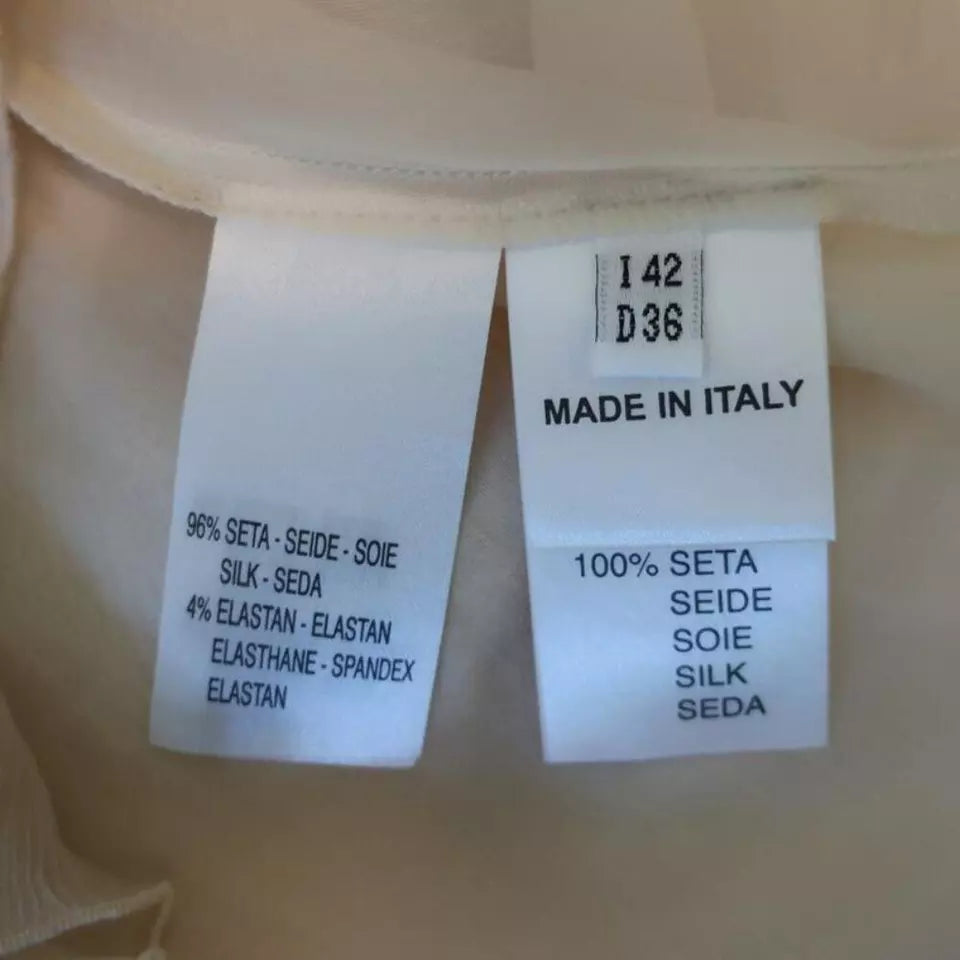 96% SETA - SEIDE - SOIE
SILK - SEDA
4% ELASTAN - ELASTAN
ELASTHANE - SPANDEX
ELASTAN
I 42
D 36
MADE IN ITALY
100% SETA
SEIDE
SOIE
SILK
SEDA